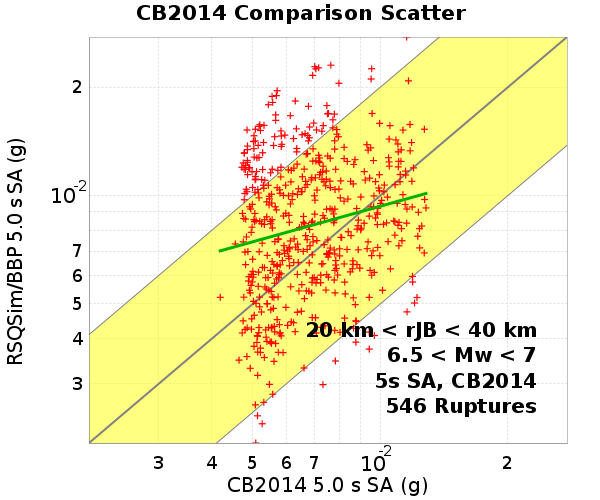 CB2014 Comparison Scatter
RSQSim/BBP 5.0 s SA (g)
2
10-2
7
6
5
4
3
20 km < rJB < 40 km
6.5 < Mw < 7
5s SA, CB2014
546 Ruptures
3 4 5 6 7 10-2 2
CB2014 5.0 s SA (g)